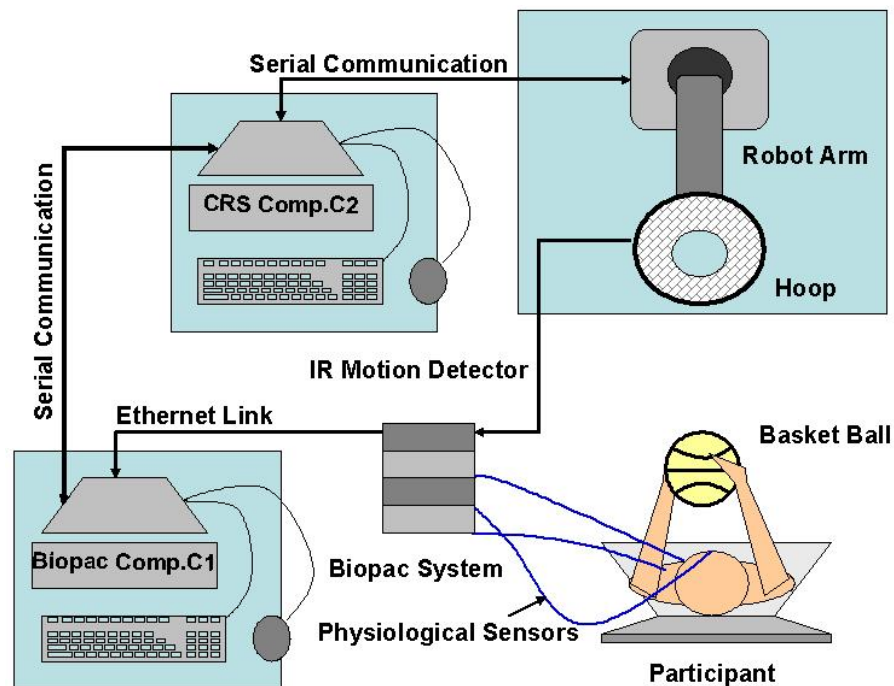 Serial Communication
Robot Arm
CRS Comp.C2
Hoop
Serial Communication
IR Motion Detector
Ethernet Link
Basket Ball
Biopac Comp.C1
Biopac System
Physiological Sensors
Participant